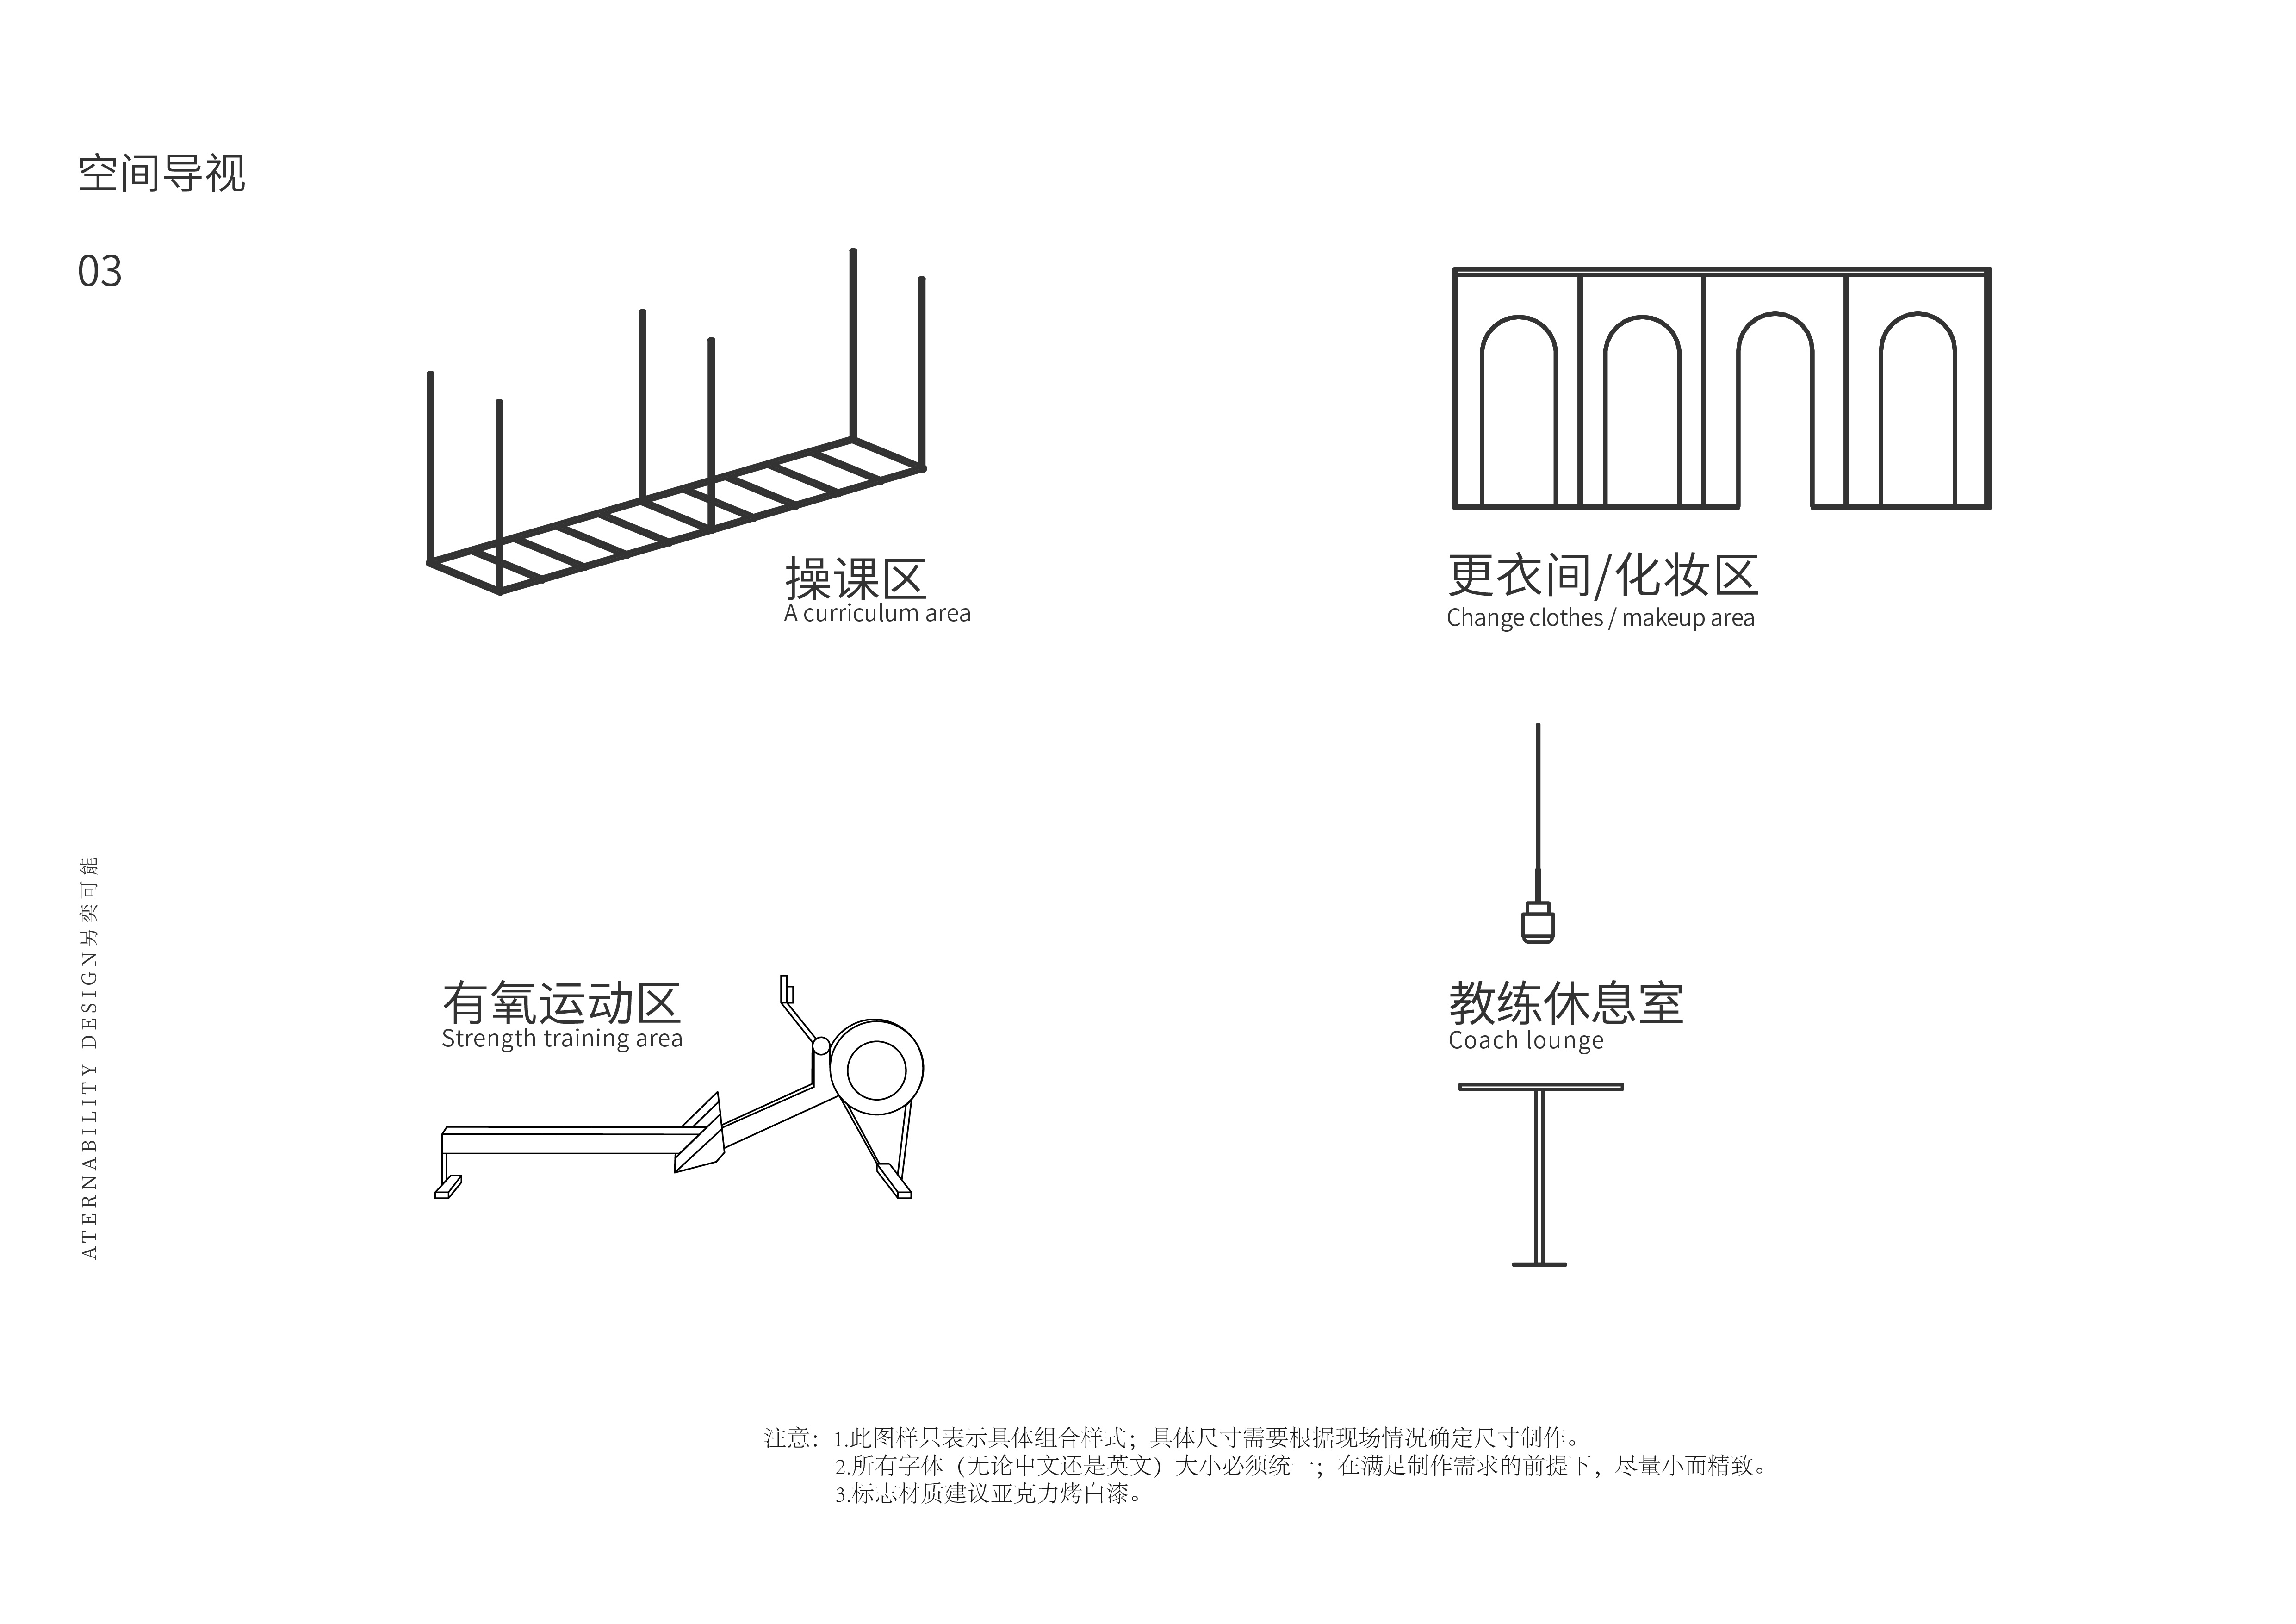 空间导视
03
操课区
A curriculum area
更衣间/化妆区
Change clothes / makeup area
有氧运动区
Strength training area
教练休息室
Coach lounge
ATERNABILITY DESIGN另奕可能
注意：1.此图样只表示具体组合样式；具体尺寸需要根据现场情况确定尺寸制作。
2.所有字体（无论中文还是英文）大小必须统一；在满足制作需求的前提下，尽量小而精致。
3.标志材质建议亚克力烤白漆。